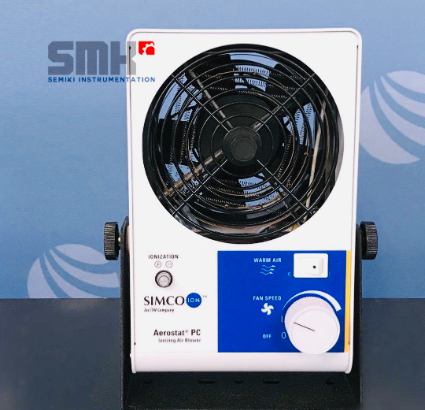 SMK
SEMIKI INSTRUMENTATION
IONIZATION
SIMCO ION
An ITW Company
Aerostat® PC
Ionizing Air Blower
WARM AIR
FAN SPEED
OFF